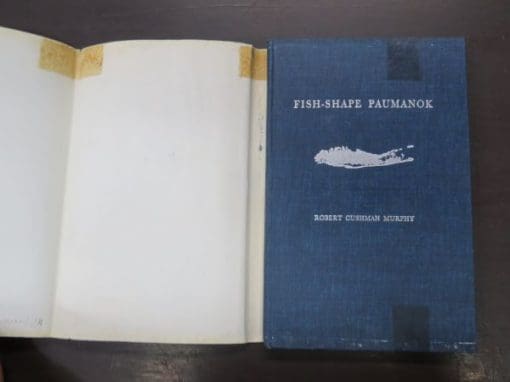 FISH-SHAPE PAUMANOK
ROBERT CUSHMAN MURPHY